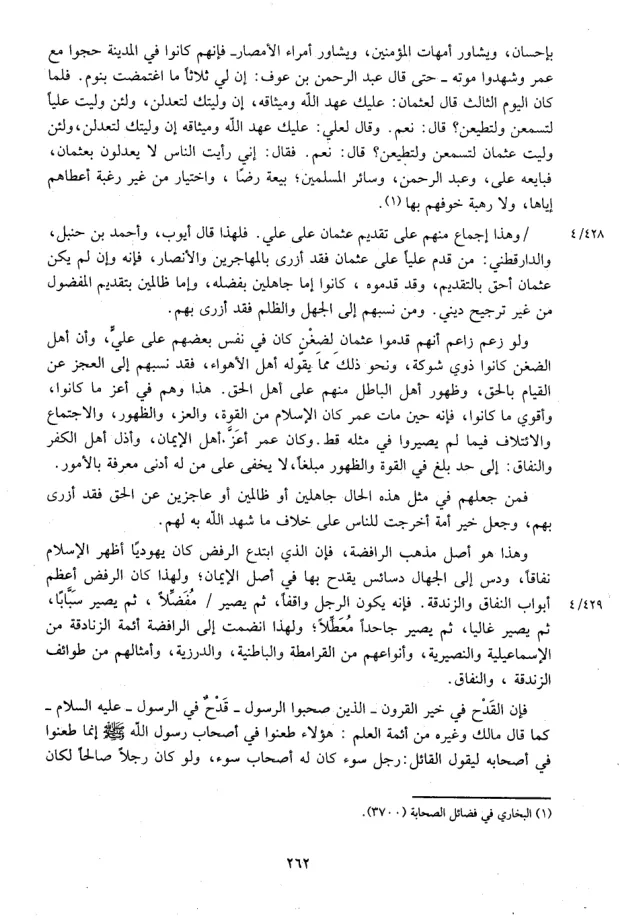 بإحسان، ويشاور أمهات المؤمنين، ويشاور أمراء الأمصار ـ فإنهم كانوا في المدينة حجوا مع
عمر وشهدوا موته ـ حتى قال عبد الرحمن بن عوف: إن لي ثلاثاً ما اغتمضت بنوم. فلما
كان اليوم الثالث قال لعثمان: عليك عهد الله وميثاقه، إن وليتك لتعدلن، ولئن وليت علياً
لتسمعن ولتطيعن؟ قال: نعم. وقال لعلي: عليك عهد الله وميثاقه إن وليتك لتعدلن، ولئن
وليت عثمان لتسمعن ولتطيعن؟ قال: نعم. فقال: إني رأيت الناس لا يعدلون بعثمان،
فبايعه على، وعبد الرحمن، وسائر المسلمين؛ بيعة رضًا ، واختيار من غير رغبة أعطاهم
إياها، ولا رهبة خوفهم بها (١).
٤/٤٢٨ / وهذا إجماع منهم على تقديم عثمان على علي. فلهذا قال أيوب، وأحمد بن حنبل،
والدارقطني: من قدم علياً على عثمان فقد أزرى بالمهاجرين والأنصار، فإنه وإن لم يكن
عثمان أحق بالتقديم، وقد قدموه ، كانوا إما جاهلين بفضله، وإما ظالمين بتقديم المفضول
من غير ترجيح ديني. ومن نسبهم إلى الجهل والظلم فقد أزرى بهم.
ولو زعم زاعم أنهم قدموا عثمان لضغْن كان في نفس بعضهم على عليٍّ، وأن أهل
الضغن كانوا ذوي شوكة، ونحو ذلك مما يقوله أهل الأهواء، فقد نسبهم إلى العجز عن
القيام بالحق، وظهور أهل الباطل منهم على أهل الحق. هذا وهم في أعز ما كانوا،
وأقوي ما كانوا، فإنه حين مات عمر كان الإسلام من القوة، والعز، والظهور، والاجتماع
والائتلاف فيما لم يصيروا في مثله قط. وكان عمر أعَزَّ أهل الإيمان، وأذل أهل الكفر
والنفاق: إلى حد بلغ في القوة والظهور مبلغاً، لا يخفى على من له أدنى معرفة بالأمور.
فمن جعلهم في مثل هذه الحال جاهلين أو ظالمين أو عاجزين عن الحق فقد أزرى
بهم، وجعل خير أمة أخرجت للناس على خلاف ما شهد الله به لهم.
وهذا هو أصل مذهب الرافضة، فإن الذي ابتدع الرفض كان يهوديًا أظهر الإسلام
نفاقاً، ودس إلى الجهال دسائس يقدح بها في أصل الإيمان؛ ولهذا كان الرفض أعظم
٤/٤٢٩ أبواب النفاق والزندقة. فإنه يكون الرجل واقفاً، ثم يصير / مُفَضِّلاً ، ثم يصير سَبَّابًا،
ثم يصير غاليا، ثم يصير جاحداً مُعَطِّلاً؛ ولهذا انضمت إلى الرافضة أئمة الزنادقة من
الإسماعيلية والنصيرية، وأنواعهم من القرامطة والباطنية، والدرزية، وأمثالهم من طوائف
الزندقة ، والنفاق.
فإن القَدْح في خير القرون ـ الذين صحبوا الرسول ـ قَدْحٌ في الرسول ـ عليه السلام ـ
كما قال مالك وغيره من أئمة العلم : هؤلاء طعنوا في أصحاب رسول الله ﷺ إنما طعنوا
في أصحابه ليقول القائل: رجل سوء كان له أصحاب سوء، ولو كان رجلاً صالحاً لكان
(١) البخاري في فضائل الصحابة (٣٧٠٠).
٢٦٢